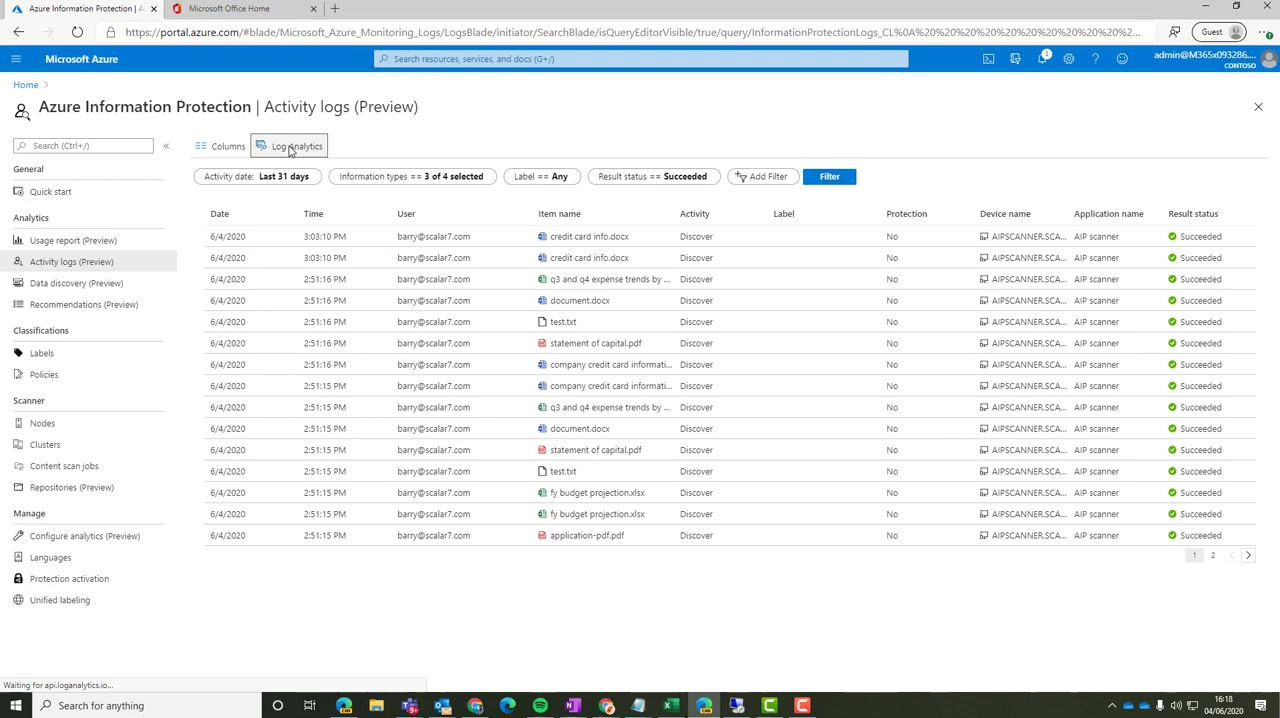 Azure Information Protection
Microsoft Office Home
https://portal.azure.com/#blade/Microsoft_Azure_Monitoring_Logs/LogsBlade/initiator/SearchBlade/isQueryEditorVisible/true/query/InformationProtectionLogs_CL%0A%20%20%20%20%20%20%20%20%20%20%20%2...
Guest
Microsoft Azure
Search resources, services, and docs (G+/)
3
admin@M365x093286....
CONTOSO
Home
Azure Information Protection | Activity logs (Preview)
Search (Ctrl+/)
Columns
Log Analytics
General
Quick start
Analytics
Usage report (Preview)
Activity logs (Preview)
Data discovery (Preview)
Recommendations (Preview)
Classifications
Labels
Policies
Scanner
Nodes
Clusters
Content scan jobs
Repositories (Preview)
Manage
Configure analytics (Preview)
Languages
Protection activation
Unified labeling
Activity date: Last 31 days Information types == 3 of 4 selected Label == Any Result status == Succeeded Add Filter Filter
Date Time User Item name Activity Label Protection Device name Application name Result status
6/4/2020 3:03:10 PM barry@scalar7.com credit card info.docx Discover No AIPSCANNER.SCA... AIP scanner Succeeded
6/4/2020 3:03:10 PM barry@scalar7.com credit card info.docx Discover No AIPSCANNER.SCA... AIP scanner Succeeded
6/4/2020 2:51:16 PM barry@scalar7.com q3 and q4 expense trends by ... Discover No AIPSCANNER.SCA... AIP scanner Succeeded
6/4/2020 2:51:16 PM barry@scalar7.com document.docx Discover No AIPSCANNER.SCA... AIP scanner Succeeded
6/4/2020 2:51:16 PM barry@scalar7.com test.txt Discover No AIPSCANNER.SCA... AIP scanner Succeeded
6/4/2020 2:51:16 PM barry@scalar7.com statement of capital.pdf Discover No AIPSCANNER.SCA... AIP scanner Succeeded
6/4/2020 2:51:16 PM barry@scalar7.com company credit card informati... Discover No AIPSCANNER.SCA... AIP scanner Succeeded
6/4/2020 2:51:15 PM barry@scalar7.com company credit card informati... Discover No AIPSCANNER.SCA... AIP scanner Succeeded
6/4/2020 2:51:15 PM barry@scalar7.com q3 and q4 expense trends by ... Discover No AIPSCANNER.SCA... AIP scanner Succeeded
6/4/2020 2:51:15 PM barry@scalar7.com document.docx Discover No AIPSCANNER.SCA... AIP scanner Succeeded
6/4/2020 2:51:15 PM barry@scalar7.com statement of capital.pdf Discover No AIPSCANNER.SCA... AIP scanner Succeeded
6/4/2020 2:51:15 PM barry@scalar7.com test.txt Discover No AIPSCANNER.SCA... AIP scanner Succeeded
6/4/2020 2:51:15 PM barry@scalar7.com fy budget projection.xlsx Discover No AIPSCANNER.SCA... AIP scanner Succeeded
6/4/2020 2:51:15 PM barry@scalar7.com fy budget projection.xlsx Discover No AIPSCANNER.SCA... AIP scanner Succeeded
6/4/2020 2:51:15 PM barry@scalar7.com application-pdf.pdf Discover No AIPSCANNER.SCA... AIP scanner Succeeded
1 2
Waiting for api.loganalytics.io...
Search for anything
16:18
04/06/2020